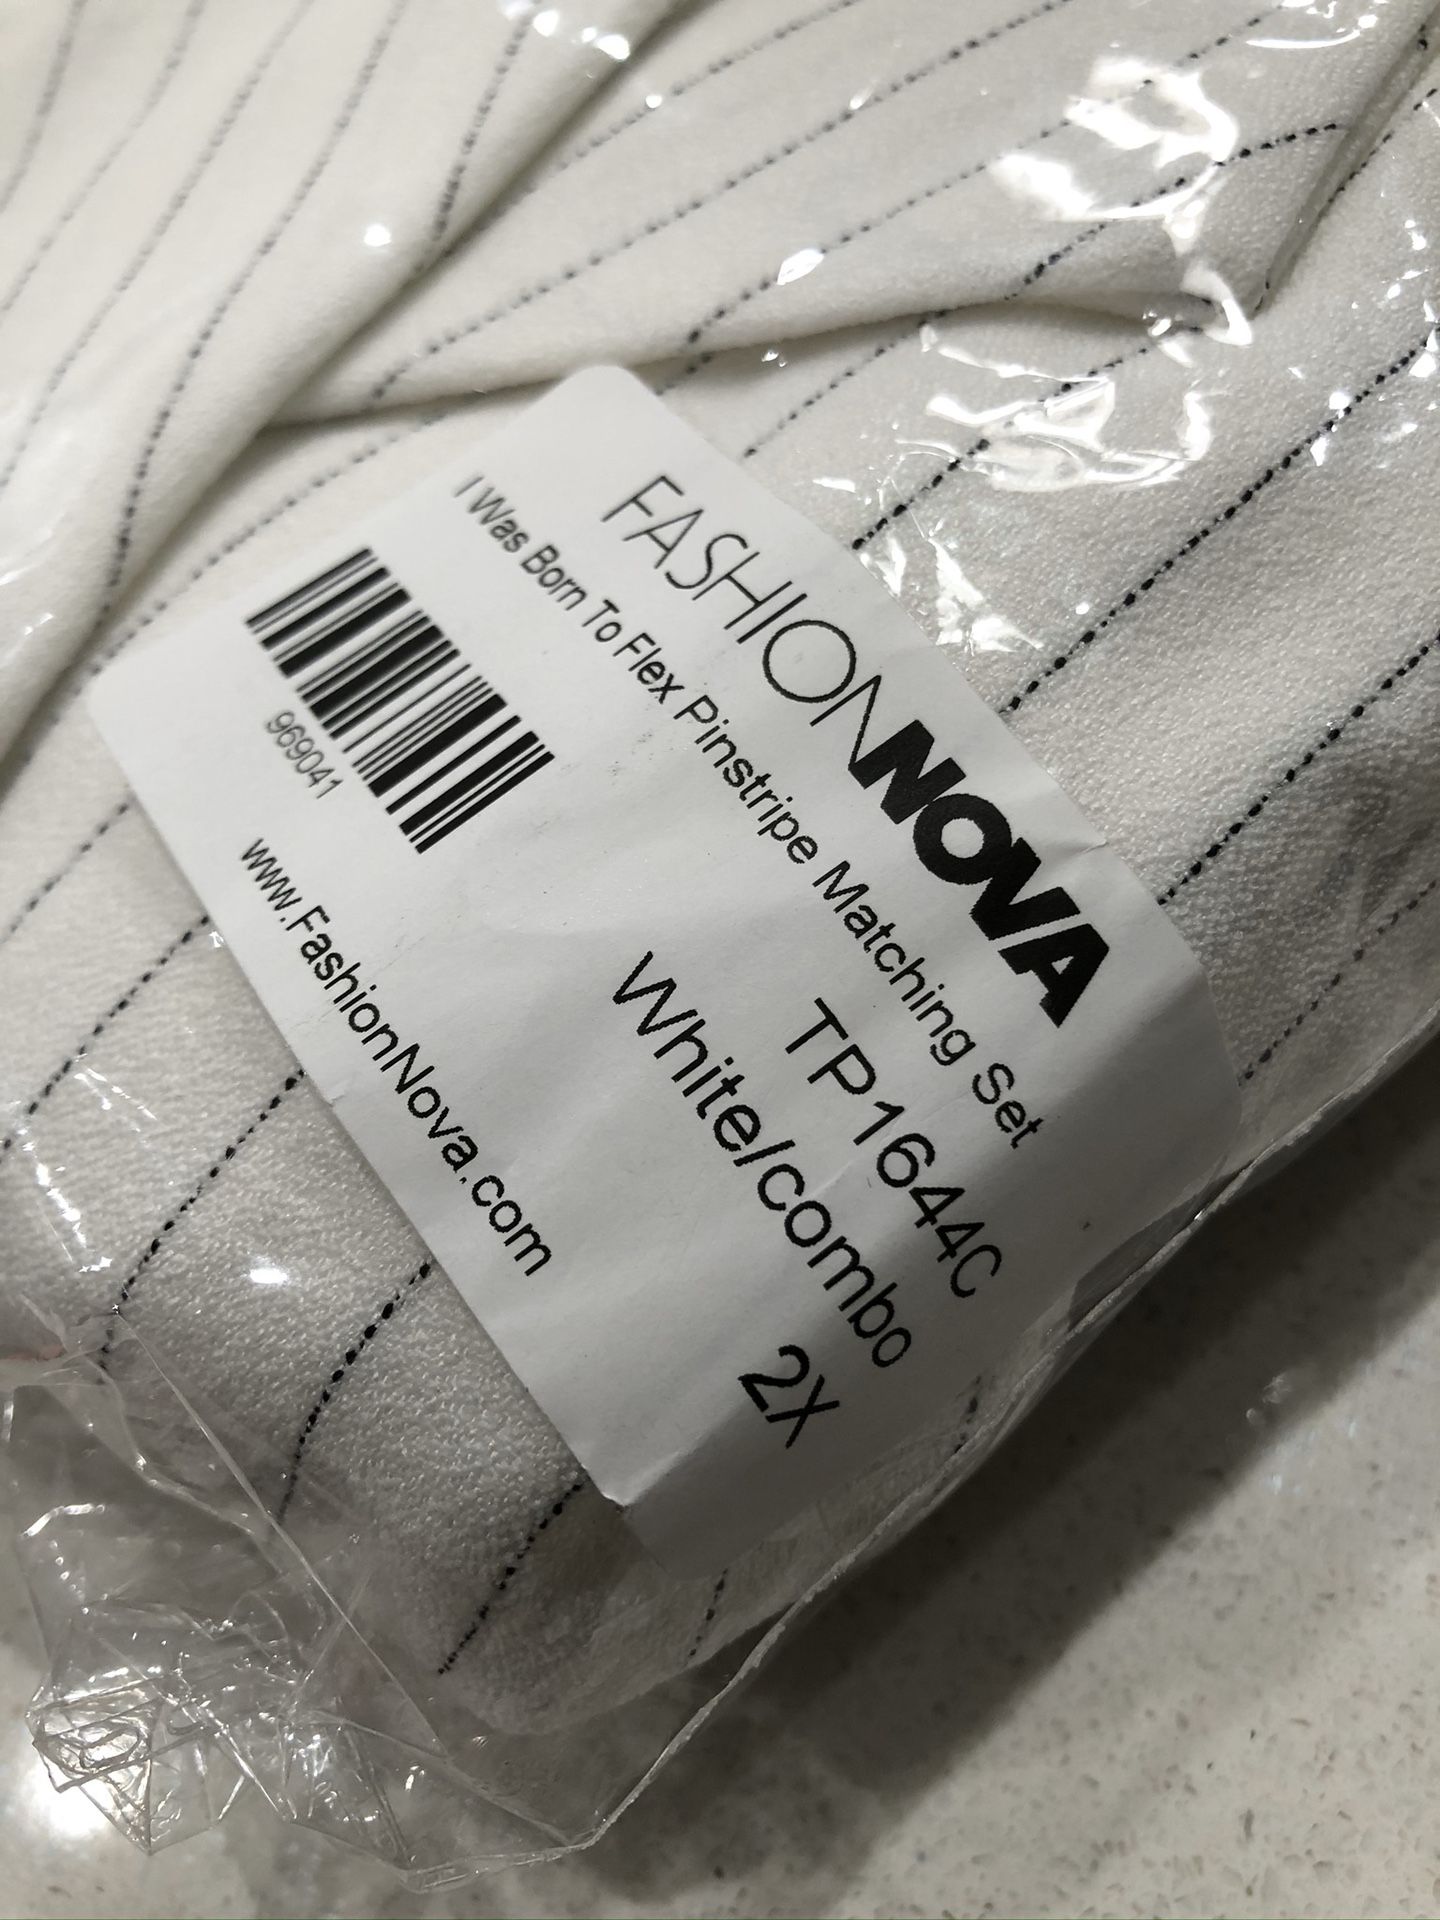 FASHIONNOVA
I Was Born To Flex Pinstripe Matching Set
TP1644C
White/combo
2X
969041
www.FashionNova.com